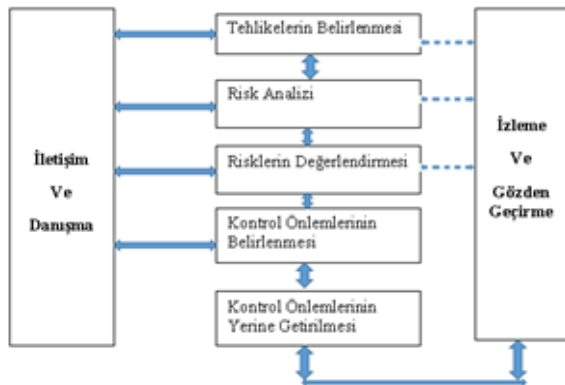 İletişim
Ve
Danışma
Tehlikelerin Belirlenmesi
Risk Analizi
Risklerin Değerlendirmesi
Kontrol Önlemlerinin
Belirlenmesi
Kontrol Önlemlerinin
Yerine Getirilmesi
İzleme
Ve
Gözden
Geçirme